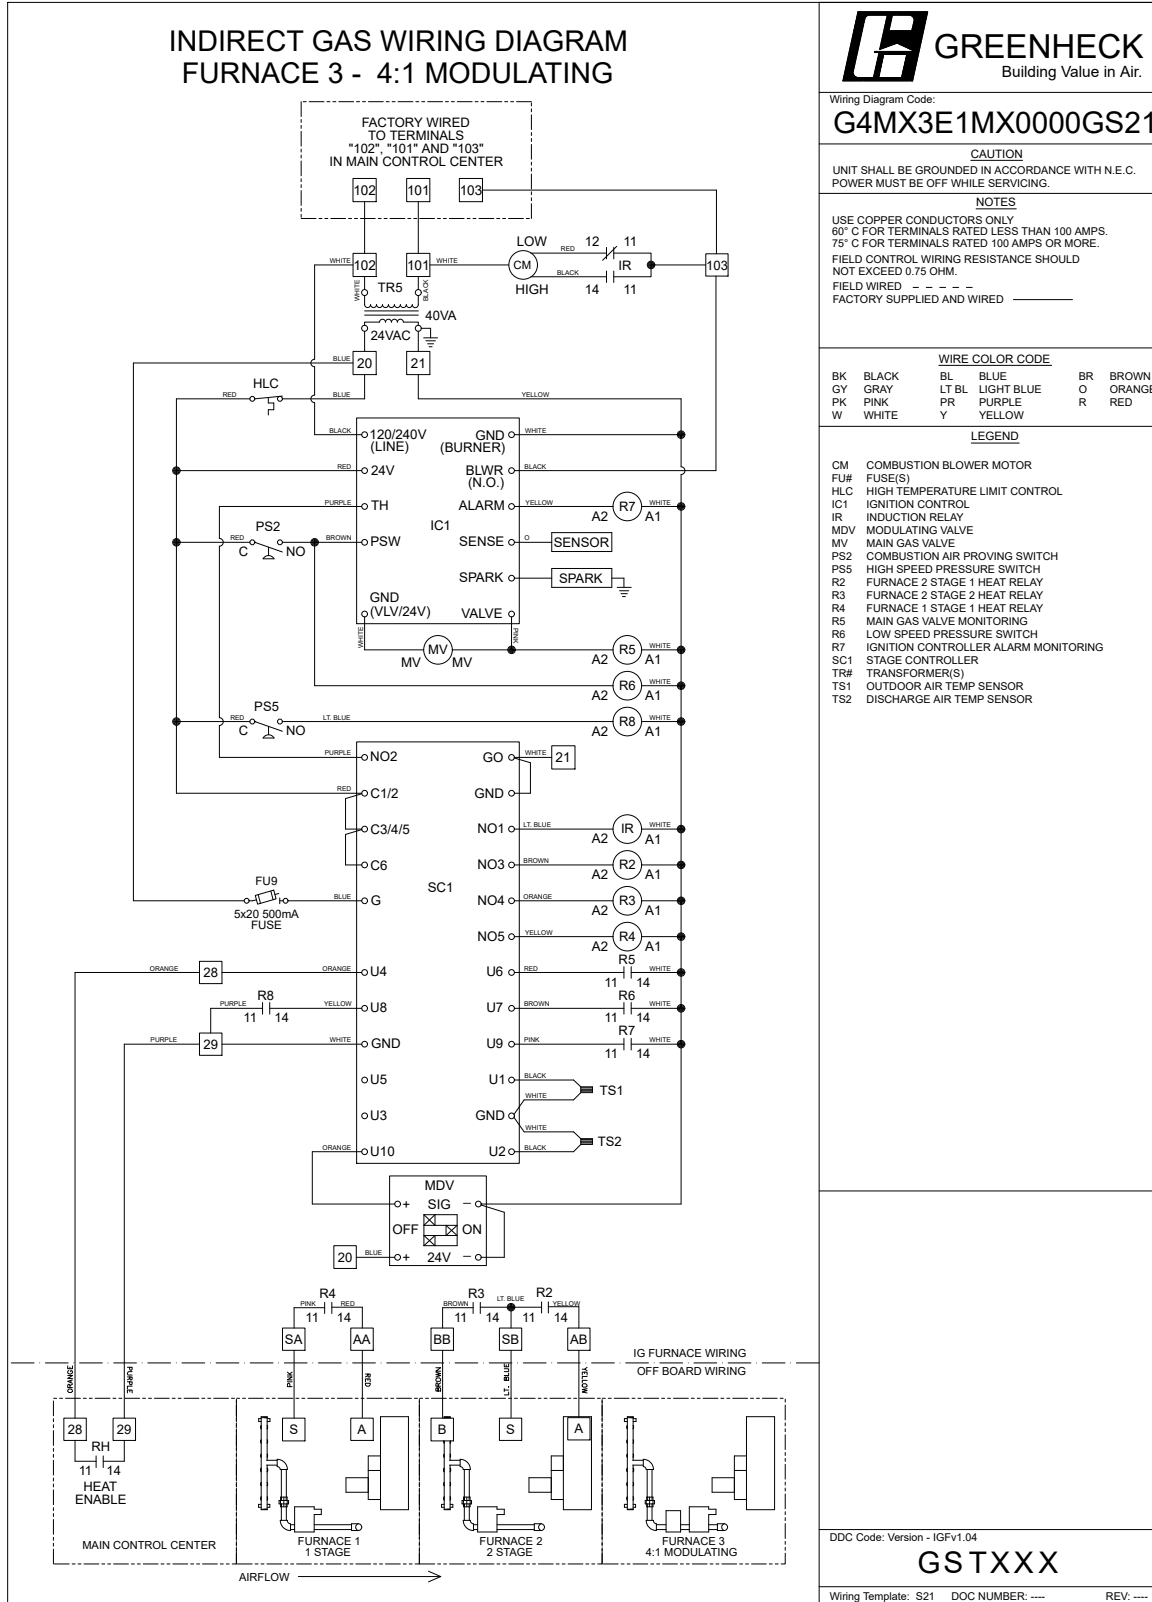 INDIRECT GAS WIRING DIAGRAM
FURNACE 3 - 4:1 MODULATING
FACTORY WIRED
TO TERMINALS
"102", "101" AND "103"
IN MAIN CONTROL CENTER
102 101 103
LOW RED 12 11
WHITE 102 101 WHITE CM IR 103
BLACK
HIGH 14 11
WHITE TR5 BLACK
40VA
24VAC
BLUE 20 21
HLC
RED BLUE YELLOW
BLACK 120/240V GND WHITE
(LINE) (BURNER)
RED 24V BLWR BLACK
(N.O.)
PURPLE TH ALARM YELLOW R7 WHITE
A2 A1
IC1
PS2
RED C NO BROWN PSW SENSE O SENSOR
SPARK SPARK
GND
(VLV/24V) VALVE
WHITE PINK
MV MV MV R5 WHITE
A2 A1
R6 WHITE
A2 A1
PS5
RED C NO LT. BLUE R8 WHITE
A2 A1
PURPLE NO2 GO WHITE 21
RED C1/2 GND
C3/4/5 NO1 LT. BLUE IR WHITE
A2 A1
C6 NO3 BROWN R2 WHITE
A2 A1
SC1
FU9
BLUE G NO4 ORANGE R3 WHITE
A2 A1
5x20 500mA
FUSE
NO5 YELLOW R4 WHITE
A2 A1
R5
ORANGE 28 ORANGE U4 U6 RED 11 14 WHITE
R8 R6
PURPLE 11 14 YELLOW U8 U7 BROWN 11 14 WHITE
R7
PURPLE 29 WHITE GND U9 PINK 11 14 WHITE
U5 U1 BLACK TS1
WHITE
U3 GND
WHITE
ORANGE U10 U2 BLACK TS2
MDV
+ SIG −
OFF ON
20 BLUE + 24V −
R4 R3 R2
PINK RED BROWN LT. BLUE YELLOW
11 14 11 14 11 14
SA AA BB SB AB
IG FURNACE WIRING
OFF BOARD WIRING
ORANGE PURPLE PINK RED BROWN LT. BLUE YELLOW
28 29 S A B S A
RH
11 14
HEAT
ENABLE
MAIN CONTROL CENTER
FURNACE 1
1 STAGE
FURNACE 2
2 STAGE
FURNACE 3
4:1 MODULATING
AIRFLOW
GREENHECK
Building Value in Air.
Wiring Diagram Code:
G4MX3E1MX0000GS21
CAUTION
UNIT SHALL BE GROUNDED IN ACCORDANCE WITH N.E.C.
POWER MUST BE OFF WHILE SERVICING.
NOTES
USE COPPER CONDUCTORS ONLY
60° C FOR TERMINALS RATED LESS THAN 100 AMPS.
75° C FOR TERMINALS RATED 100 AMPS OR MORE.
FIELD CONTROL WIRING RESISTANCE SHOULD
NOT EXCEED 0.75 OHM.
FIELD WIRED
FACTORY SUPPLIED AND WIRED
WIRE COLOR CODE
BK BLACK BL BLUE BR BROWN
GY GRAY LT BL LIGHT BLUE O ORANGE
PK PINK PR PURPLE R RED
W WHITE Y YELLOW
LEGEND
CM COMBUSTION BLOWER MOTOR
FU# FUSE(S)
HLC HIGH TEMPERATURE LIMIT CONTROL
IC1 IGNITION CONTROL
IR INDUCTION RELAY
MDV MODULATING VALVE
MV MAIN GAS VALVE
PS2 COMBUSTION AIR PROVING SWITCH
PS5 HIGH SPEED PRESSURE SWITCH
R2 FURNACE 2 STAGE 1 HEAT RELAY
R3 FURNACE 2 STAGE 2 HEAT RELAY
R4 FURNACE 1 STAGE 1 HEAT RELAY
R5 MAIN GAS VALVE MONITORING
R6 LOW SPEED PRESSURE SWITCH
R7 IGNITION CONTROLLER ALARM MONITORING
SC1 STAGE CONTROLLER
TR# TRANSFORMER(S)
TS1 OUTDOOR AIR TEMP SENSOR
TS2 DISCHARGE AIR TEMP SENSOR
DDC Code: Version - IGFv1.04
GSTXXX
Wiring Template: S21 DOC NUMBER: ---- REV: ----